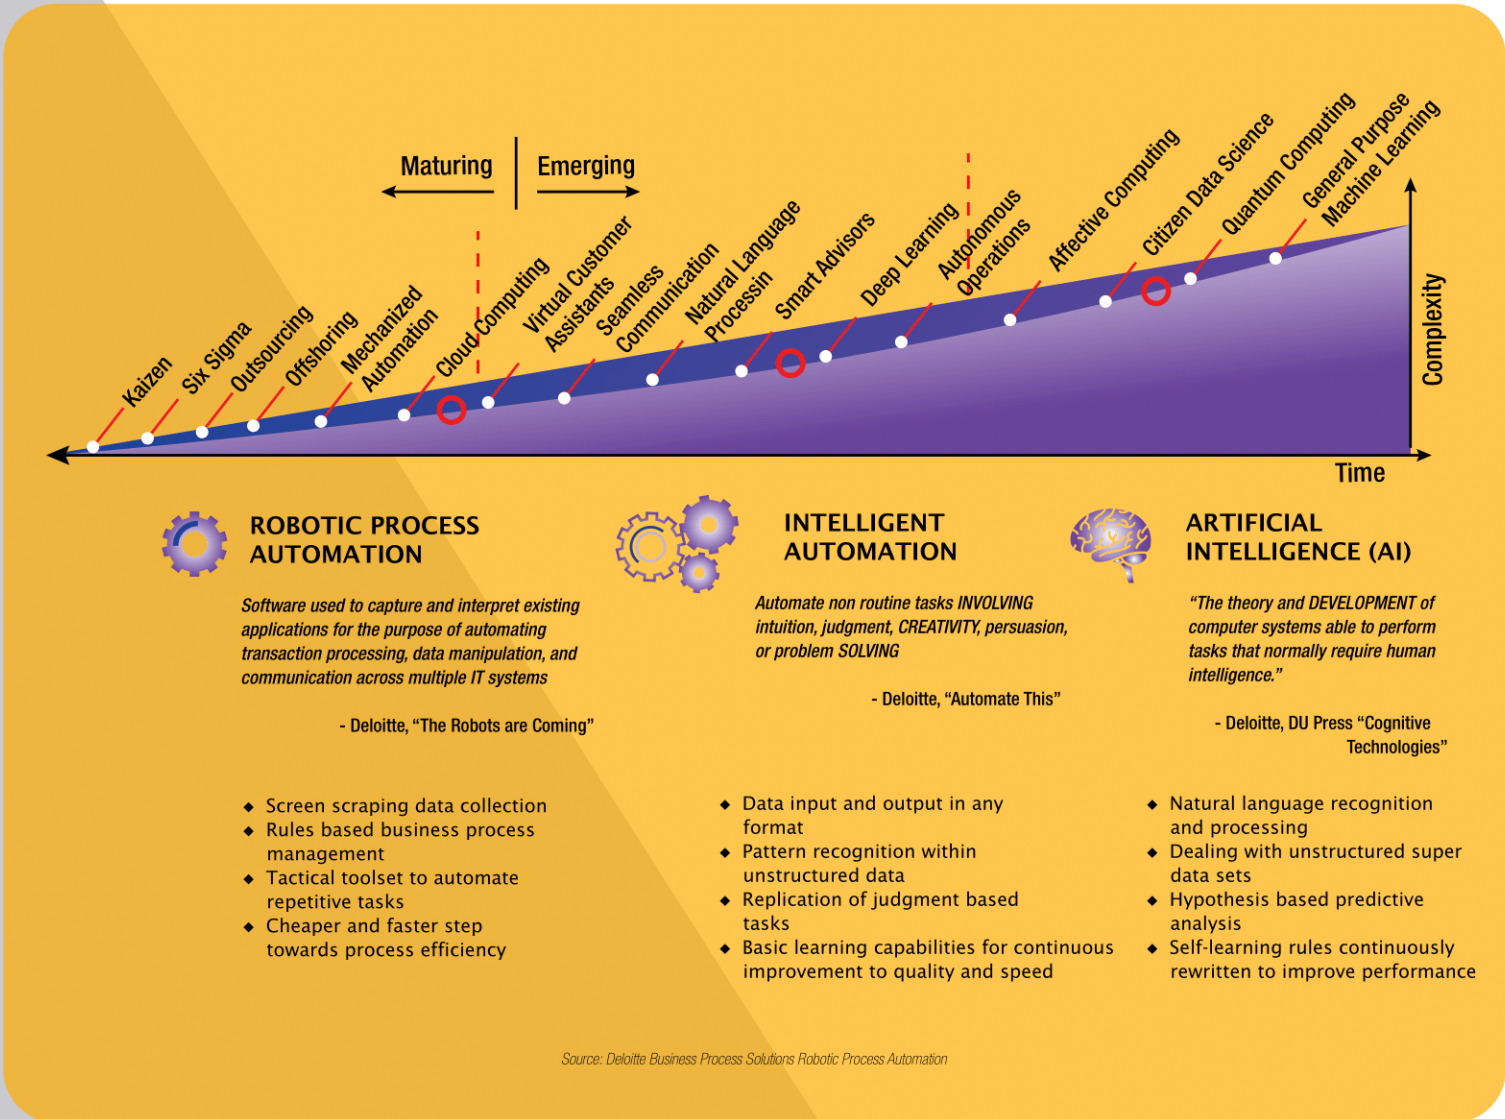 Maturing
Emerging
Kaizen
Six Sigma
Outsourcing
Offshoring
Mechanized
Automation
Cloud Computing
Virtual Customer
Assistants
Seamless
Communication
Natural Language
Processin
Smart Advisors
Deep Learning
Autonomous
Operations
Affective Computing
Citizen Data Science
Quantum Computing
General Purpose
Machine Learning
Complexity
Time
ROBOTIC PROCESS
AUTOMATION
Software used to capture and interpret existing
applications for the purpose of automating
transaction processing, data manipulation, and
communication across multiple IT systems
- Deloitte, “The Robots are Coming”
◆ Screen scraping data collection
◆ Rules based business process
management
◆ Tactical toolset to automate
repetitive tasks
◆ Cheaper and faster step
towards process efficiency
INTELLIGENT
AUTOMATION
Automate non routine tasks INVOLVING
intuition, judgment, CREATIVITY, persuasion,
or problem SOLVING
- Deloitte, “Automate This”
◆ Data input and output in any
format
◆ Pattern recognition within
unstructured data
◆ Replication of judgment based
tasks
◆ Basic learning capabilities for continuous
improvement to quality and speed
ARTIFICIAL
INTELLIGENCE (AI)
“The theory and DEVELOPMENT of
computer systems able to perform
tasks that normally require human
intelligence.”
- Deloitte, DU Press “Cognitive
Technologies”
◆ Natural language recognition
and processing
◆ Dealing with unstructured super
data sets
◆ Hypothesis based predictive
analysis
◆ Self-learning rules continuously
rewritten to improve performance
Source: Deloitte Business Process Solutions Robotic Process Automation